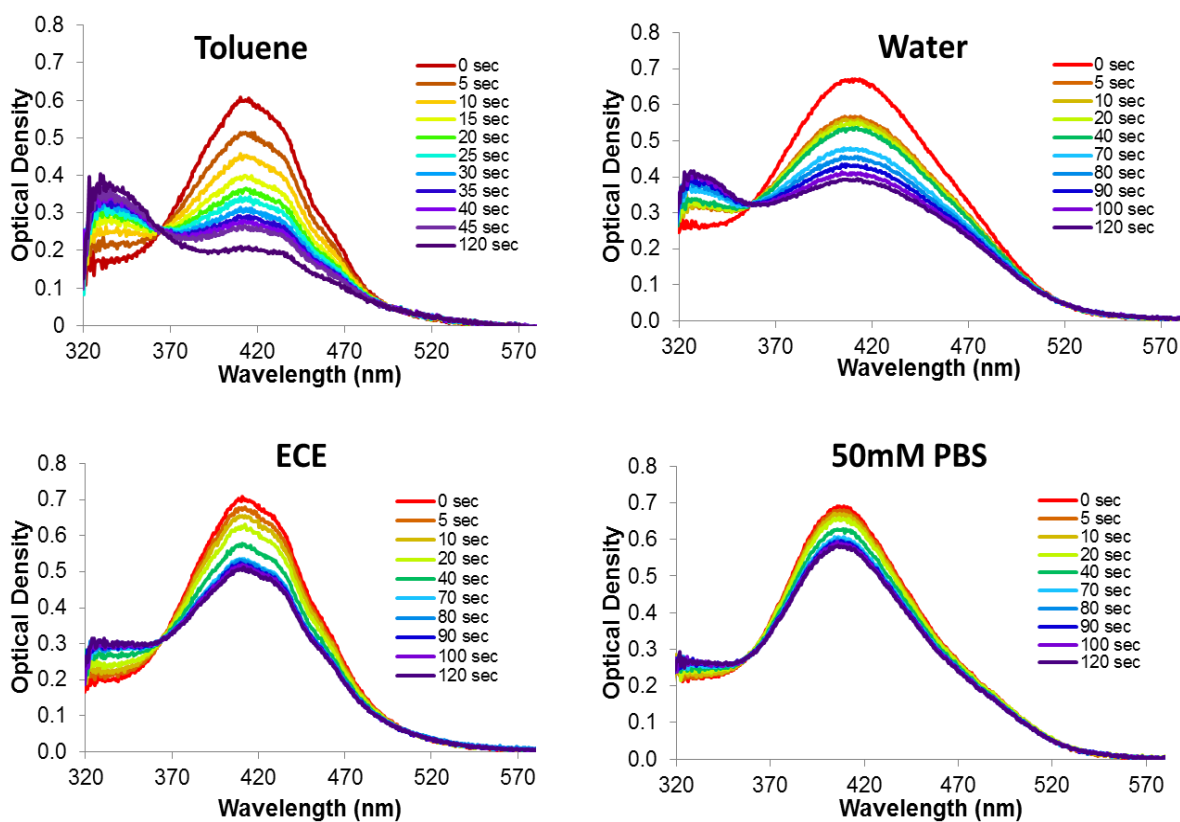 Toluene
Optical Density
0.8
0.7
0.6
0.5
0.4
0.3
0.2
0.1
0
320 370 420 470 520 570
Wavelength (nm)
0 sec
5 sec
10 sec
15 sec
20 sec
25 sec
30 sec
35 sec
40 sec
45 sec
120 sec
Water
Optical Density
0.8
0.7
0.6
0.5
0.4
0.3
0.2
0.1
0.0
320 370 420 470 520 570
Wavelength (nm)
0 sec
5 sec
10 sec
20 sec
40 sec
70 sec
80 sec
90 sec
100 sec
120 sec
ECE
Optical Density
0.8
0.7
0.6
0.5
0.4
0.3
0.2
0.1
0.0
320 370 420 470 520 570
Wavelength (nm)
0 sec
5 sec
10 sec
20 sec
40 sec
70 sec
80 sec
90 sec
100 sec
120 sec
50mM PBS
Optical Density
0.8
0.7
0.6
0.5
0.4
0.3
0.2
0.1
0.0
320 370 420 470 520 570
Wavelength (nm)
0 sec
5 sec
10 sec
20 sec
40 sec
70 sec
80 sec
90 sec
100 sec
120 sec